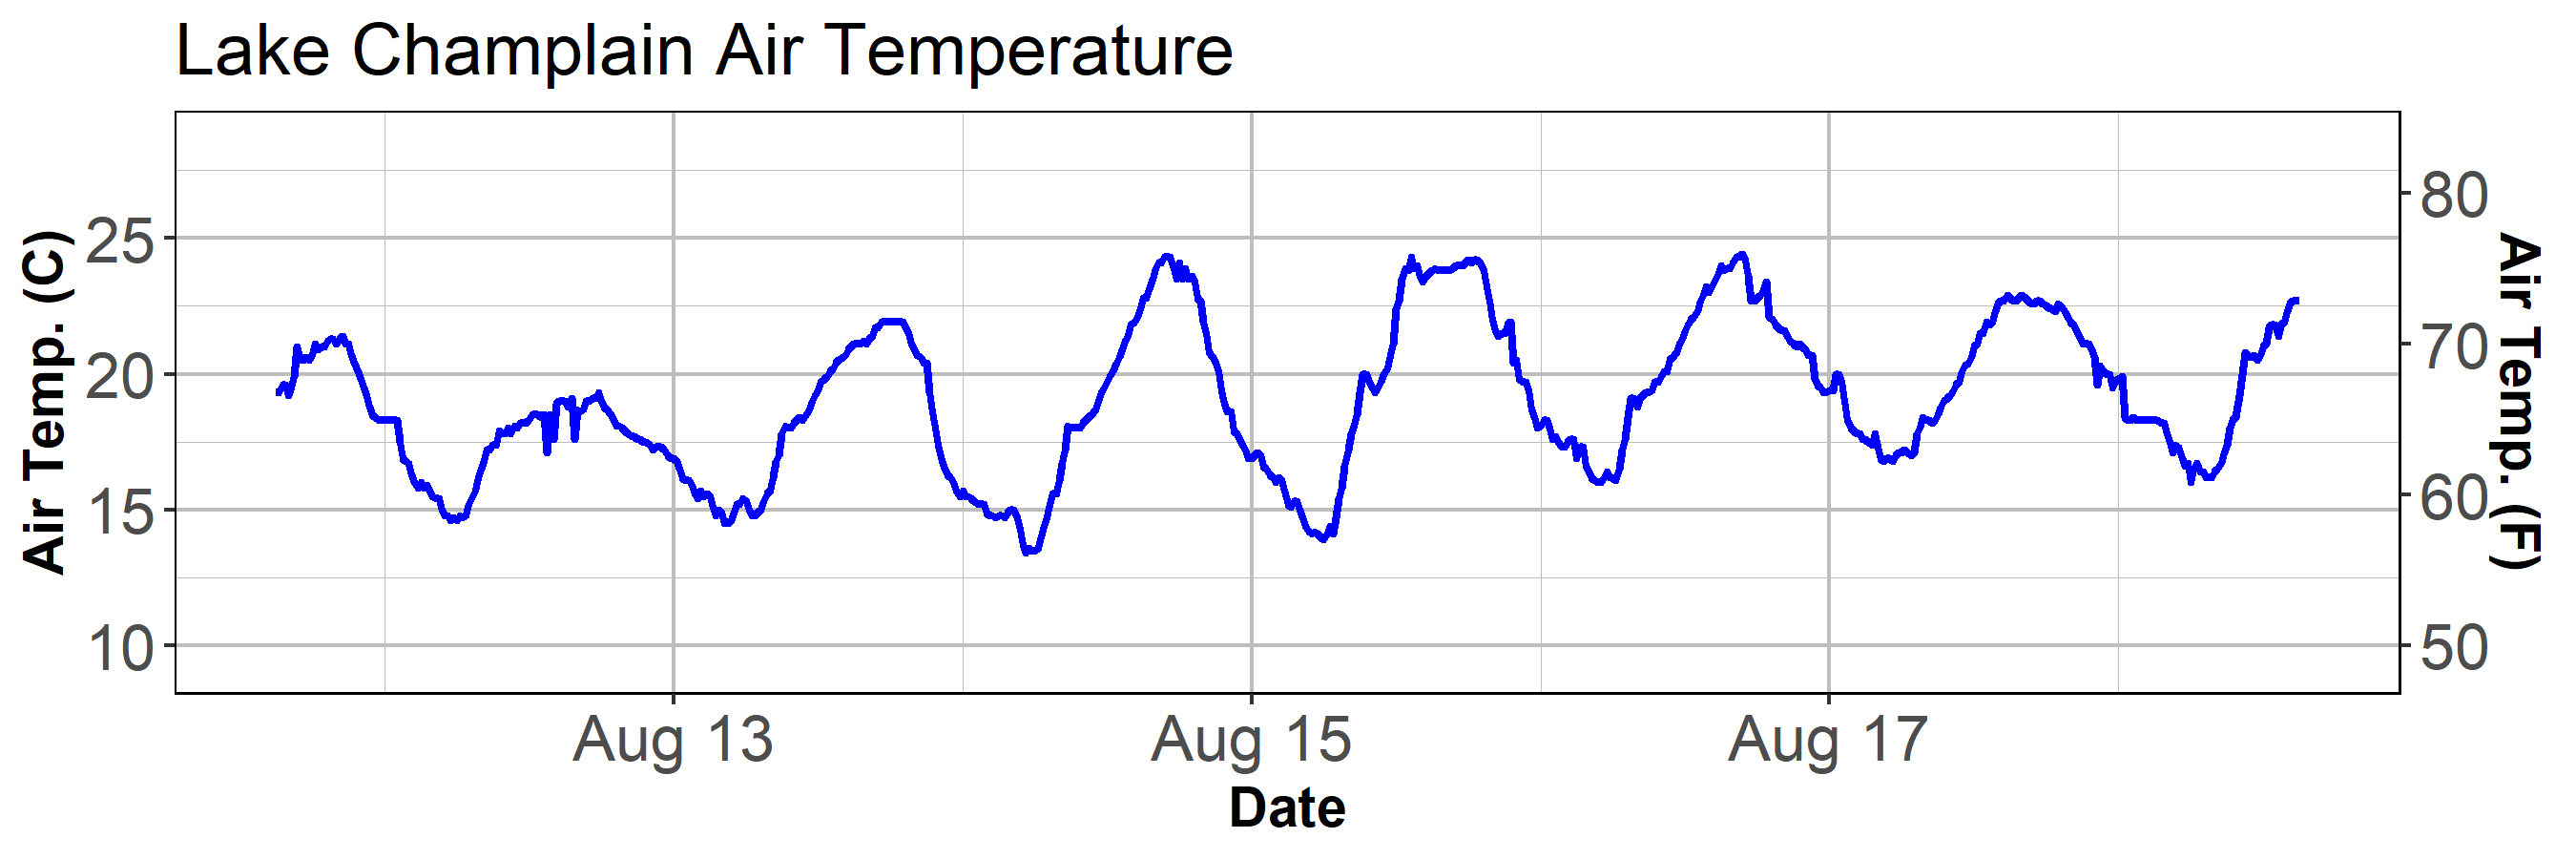 Lake Champlain Air Temperature
Air Temp. (C)
25
20
15
10
80
70
60
50
Air Temp. (F)
Aug 13
Aug 15
Aug 17
Date